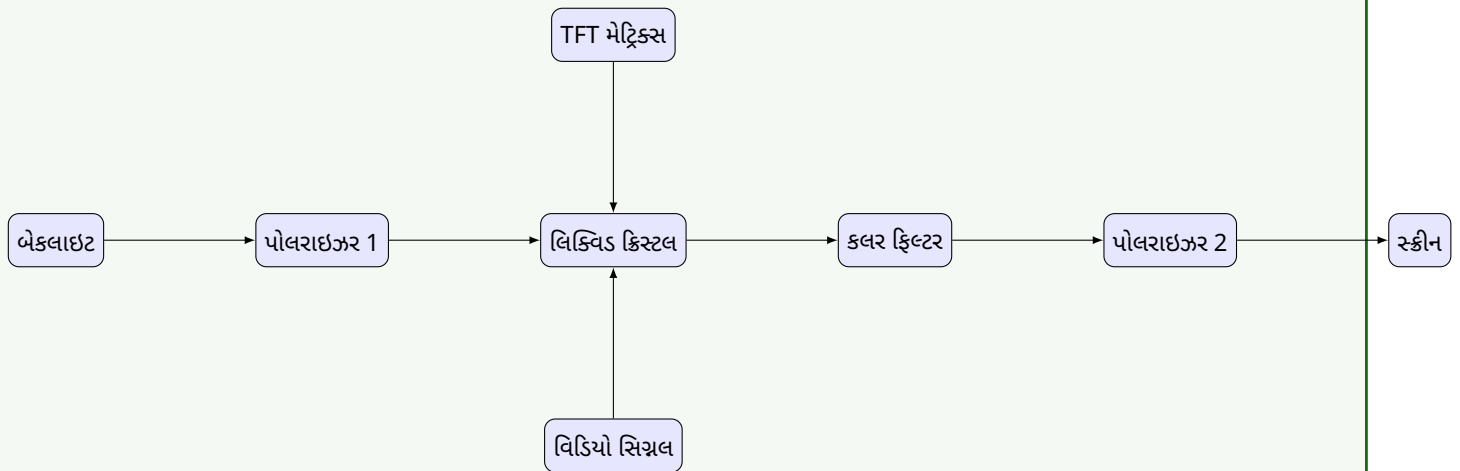 TFT મેટ્રિક્સ
બેકલાઇટ
પોલરાઇઝર 1
લિક્વિડ ક્રિસ્ટલ
કલર ફિલ્ટર
પોલરાઇઝર 2
સ્ક્રીન
વિડિયો સિગ્નલ